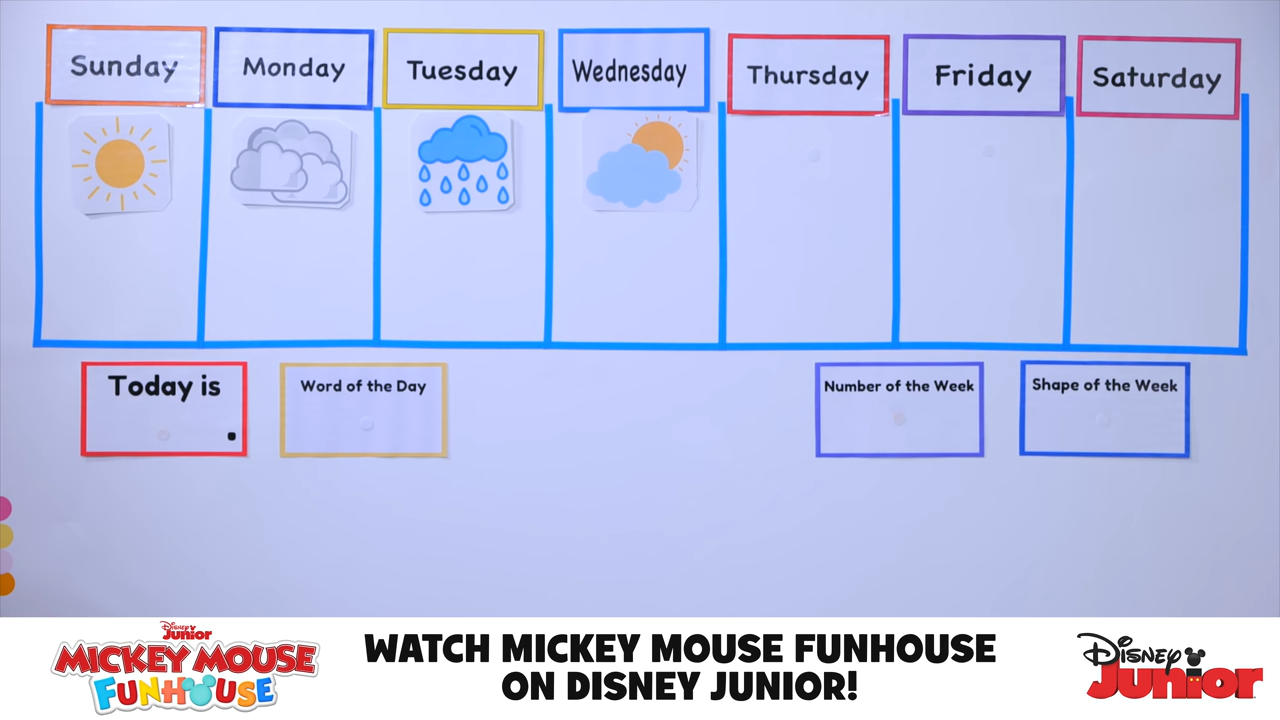 Sunday
Monday
Tuesday
Wednesday
Thursday
Friday
Saturday
Today is .
Word of the Day
Number of the Week
Shape of the Week
Disney Junior
MICKEY MOUSE
FUNHOUSE
WATCH MICKEY MOUSE FUNHOUSE
ON DISNEY JUNIOR!
Disney
Junior